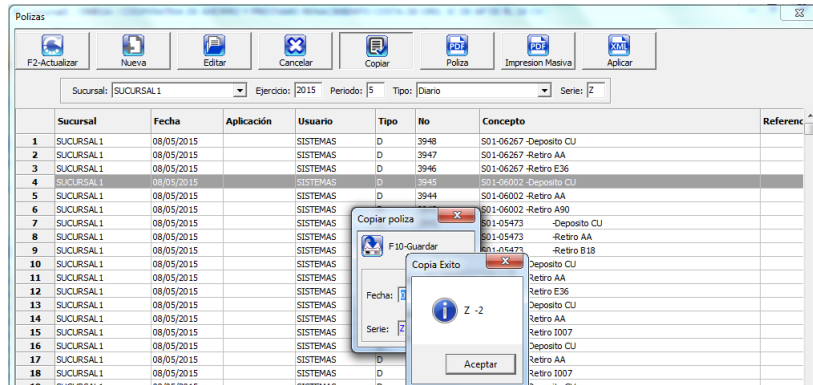 Polizas
F2-Actualizar Nueva Editar Cancelar Copiar PDF Poliza PDF Impresion Masiva XML Aplicar
Sucursal: SUCURSAL1 Ejercicio: 2015 Periodo: 5 Tipo: Diario Serie: Z
Sucursal Fecha Aplicación Usuario Tipo No Concepto Referenc
1 SUCURSAL1 08/05/2015 SISTEMAS D 3948 S01-06267 -Deposito CU
2 SUCURSAL1 08/05/2015 SISTEMAS D 3947 S01-06267 -Retiro AA
3 SUCURSAL1 08/05/2015 SISTEMAS D 3946 S01-06267 -Retiro E36
4 SUCURSAL1 08/05/2015 SISTEMAS D 3945 S01-06002 -Deposito CU
5 SUCURSAL1 08/05/2015 SISTEMAS D 3944 S01-06002 -Retiro AA
6 SUCURSAL1 08/05/2015 SISTEMAS S01-06002 -Retiro A90
7 SUCURSAL1 08/05/2015 SISTEMAS S01-05473 -Deposito CU
8 SUCURSAL1 08/05/2015 SISTEMAS S01-05473 -Retiro AA
9 SUCURSAL1 08/05/2015 SISTEMAS S01-05473 -Retiro B18
10 SUCURSAL1 08/05/2015 SISTEMAS Deposito CU
11 SUCURSAL1 08/05/2015 SISTEMAS Retiro AA
12 SUCURSAL1 08/05/2015 SISTEMAS Retiro E36
13 SUCURSAL1 08/05/2015 SISTEMAS Deposito CU
14 SUCURSAL1 08/05/2015 SISTEMAS Retiro AA
15 SUCURSAL1 08/05/2015 SISTEMAS Retiro I007
16 SUCURSAL1 08/05/2015 SISTEMAS Deposito CU
17 SUCURSAL1 08/05/2015 SISTEMAS D Retiro AA
18 SUCURSAL1 08/05/2015 SISTEMAS D Retiro I007
Copiar poliza
F10-Guardar
Fecha:
Serie: Z
Copia Exito
Z -2
Aceptar